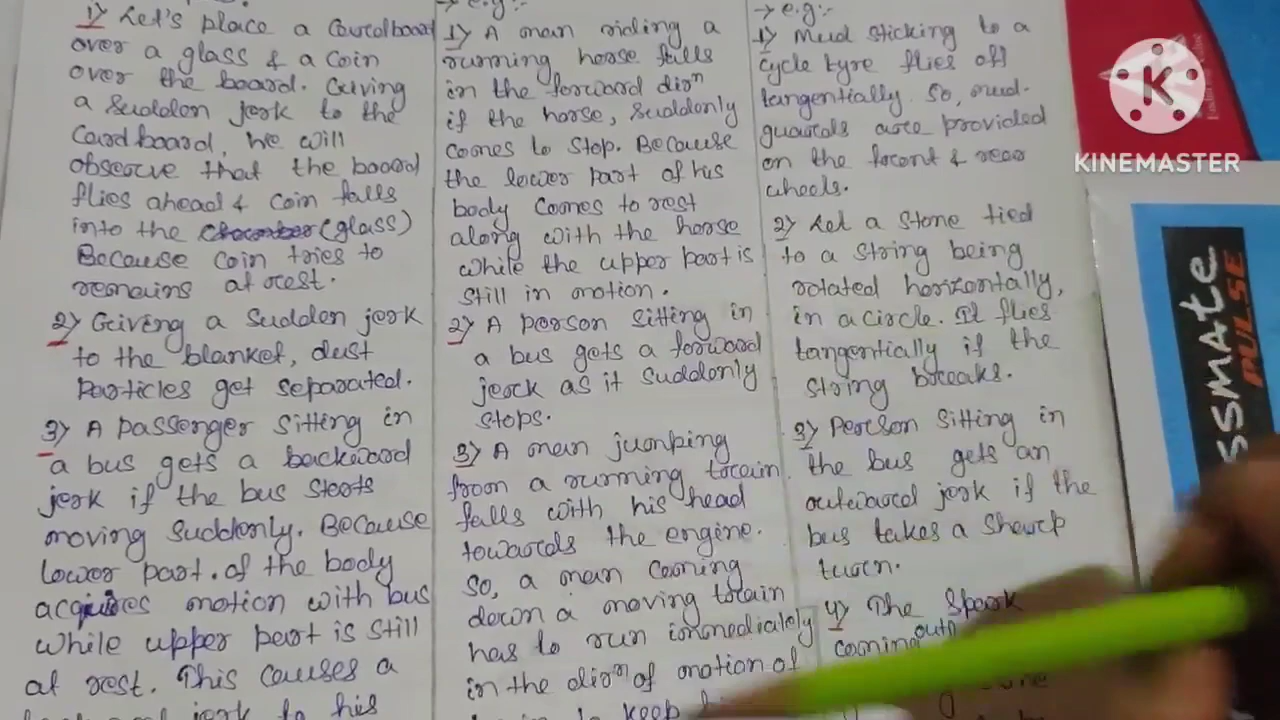 1) Let's place a Cardboard
over a glass & a coin
over the board. Giving
a sudden jerk to the
Cardboard, we will
observe that the board
flies ahead & coin falls
into the (glass)
Because coin tries to
remains at rest.
2) Giving a sudden jerk
to the blanket, dust
Particles get separated.
3) A passenger sitting in
a bus gets a backward
jerk if the bus starts
moving suddenly. Because
lower part of the body
acquires motion with bus
while upper part is still
at rest. This causes a
jerk to his
→ e.g:-
1) A man riding a
running horse falls
in the forward dirⁿ
if the horse, suddenly
comes to stop. Because
the lower part of his
body comes to rest
along with the horse
while the upper part is
still in motion.
2) A person sitting in
a bus gets a forward
jerk as it suddenly
stops.
3) A man jumping
from a running train
falls with his head
towards the engine.
So, a man coming
down a moving train
has to run immediately
in the dirⁿ of motion of
keep
→ e.g:-
1) Mud sticking to a
cycle tyre flies off
tangentially. So, mud-
guards are provided
on the front & rear
wheels.
2) Let a stone tied
to a string being
rotated horizontally,
in a circle. It flies
tangentially if the
string breaks.
3) Person sitting in
the bus gets an
outward jerk if the
bus takes a sharp
turn.
4) The Spark
coming out
KINEMASTER
SSMATE
PULSE